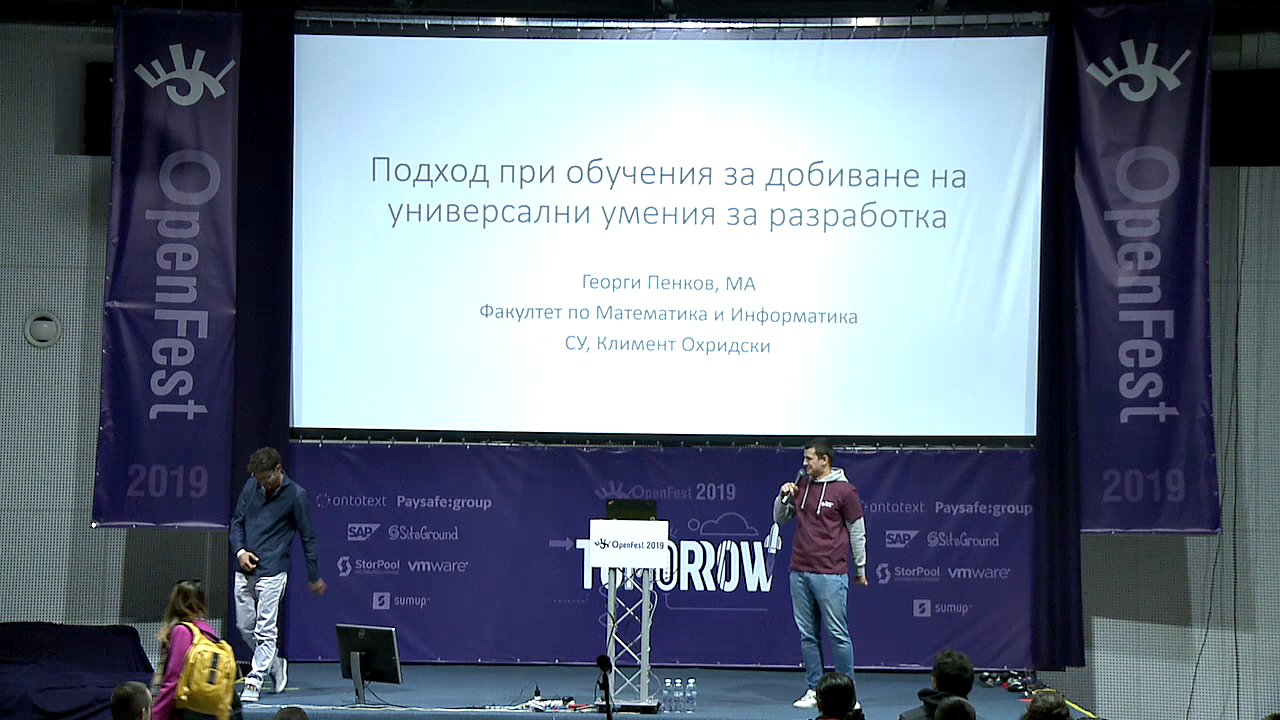 OpenFest
2019
Подход при обучения за добиване на
универсални умения за разработка
Георги Пенков, МА
Факултет по Математика и Информатика
СУ, Климент Охридски
OpenFest
2019
ontotext Paysafe:group
SAP SiteGround
StorPool vmware
sumup
OpenFest 2019
OpenFest 2019
ontotext Paysafe:group
SAP SiteGround
StorPool vmware
sumup